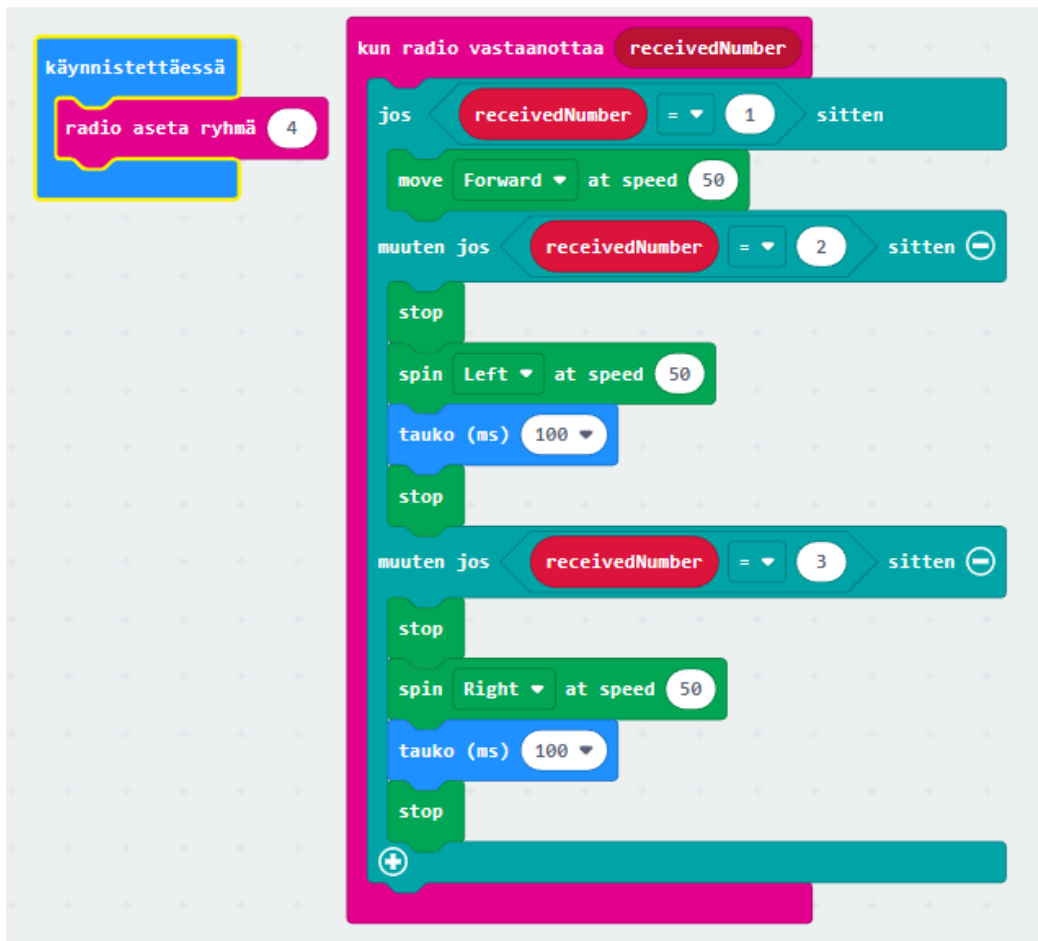 käynnistettäessä
radio aseta ryhmä 4
kun radio vastaanottaa receivedNumber
jos receivedNumber = 1 sitten
move Forward at speed 50
muuten jos receivedNumber = 2 sitten
stop
spin Left at speed 50
tauko (ms) 100
stop
muuten jos receivedNumber = 3 sitten
stop
spin Right at speed 50
tauko (ms) 100
stop